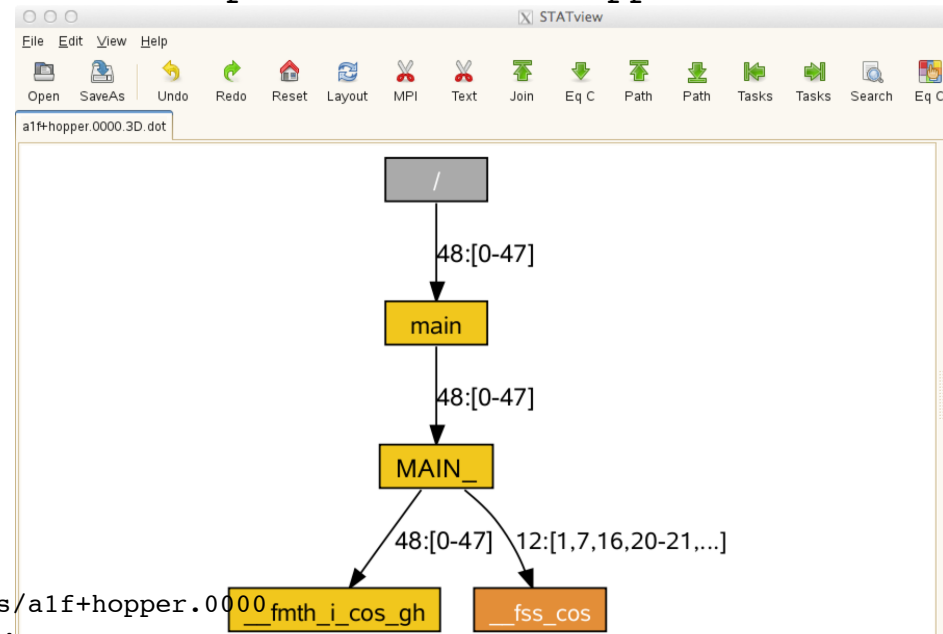 STATview
File Edit View Help
Open SaveAs Undo Redo Reset Layout MPI Text Join Eq C Path Path Tasks Tasks Search Eq C
a1f+hopper.0000.3D.dot
/
48:[0-47]
main
48:[0-47]
MAIN_
48:[0-47] 12:[1,7,16,20-21,...]
s/a1f+hopper.0000
__fmth_i_cos_gh __fss_cos